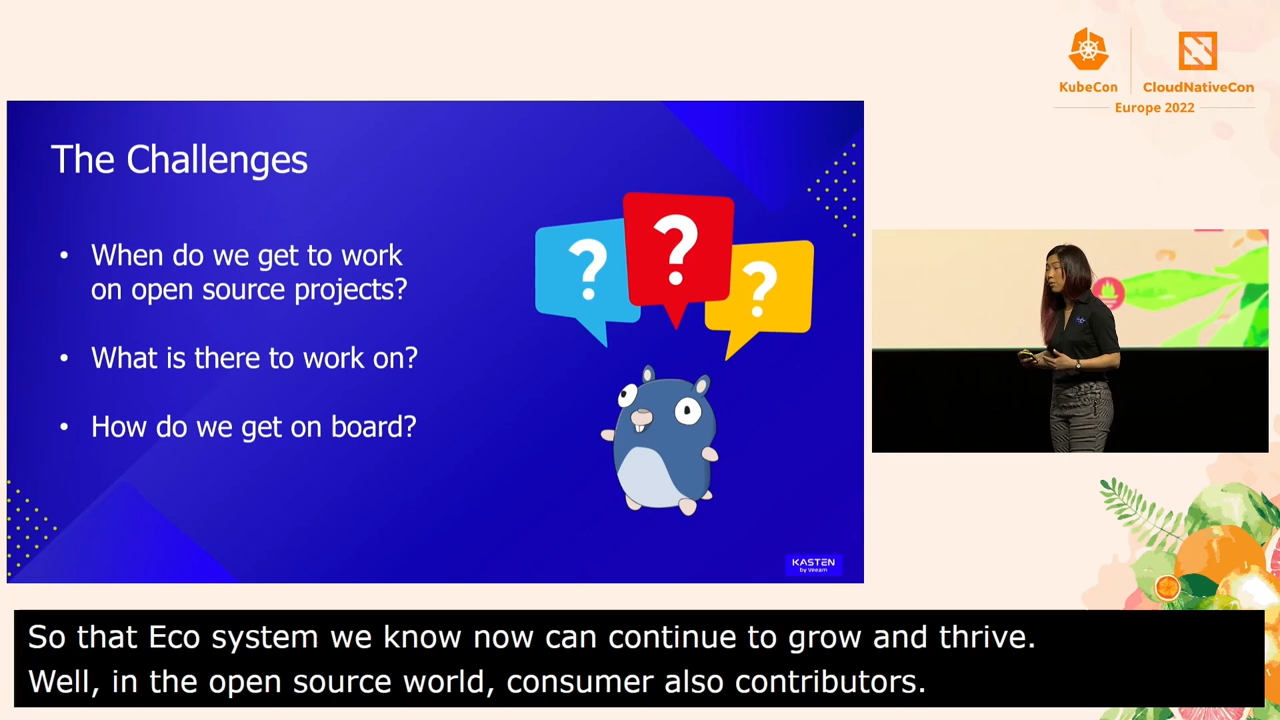 KubeCon
CloudNativeCon
Europe 2022
The Challenges
• When do we get to work
on open source projects?
• What is there to work on?
• How do we get on board?
? ? ?
KASTEN
by Veeam
So that Eco system we know now can continue to grow and thrive.
Well, in the open source world, consumer also contributors.